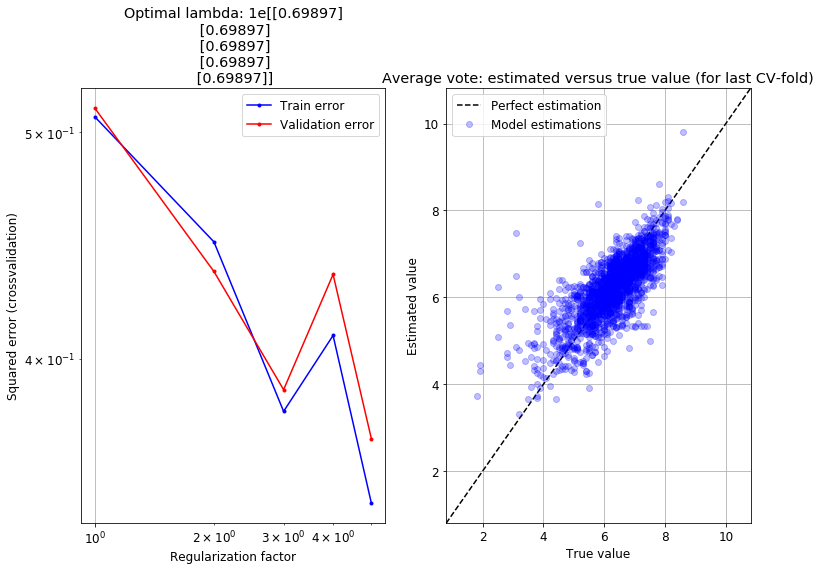 Optimal lambda: 1e[[0.69897]
[0.69897]
[0.69897]
[0.69897]
[0.69897]]
Train error
Validation error
5 × 10⁻¹
4 × 10⁻¹
Squared error (crossvalidation)
10⁰
2 × 10⁰
3 × 10⁰
4 × 10⁰
Regularization factor
Average vote: estimated versus true value (for last CV-fold)
Perfect estimation
Model estimations
10
8
6
4
2
Estimated value
2
4
6
8
10
True value